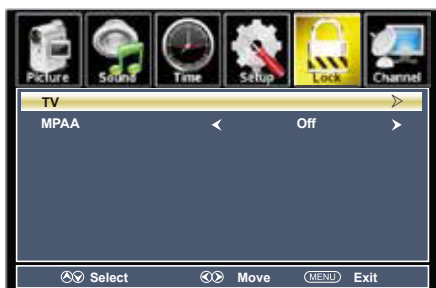 Picture Sound Time Setup Lock Channel
TV
MPAA Off
Select Move MENU Exit